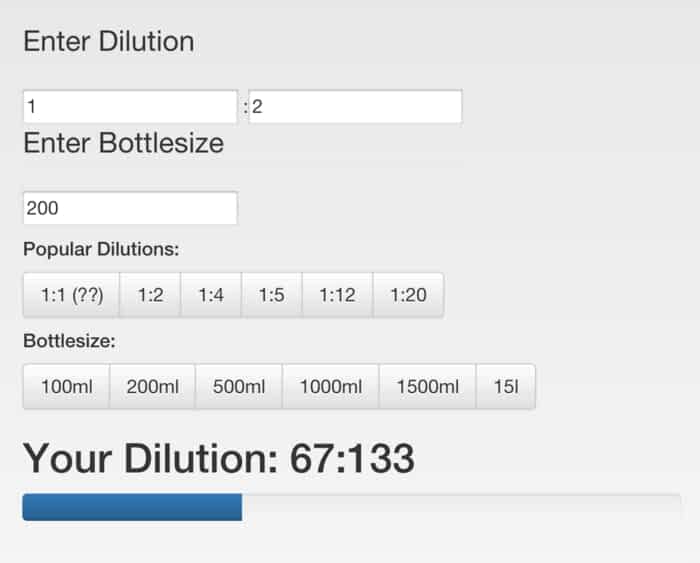 Enter Dilution
1 : 2
Enter Bottlesize
200
Popular Dilutions:
1:1 (??) 1:2 1:4 1:5 1:12 1:20
Bottlesize:
100ml 200ml 500ml 1000ml 1500ml 15l
Your Dilution: 67:133